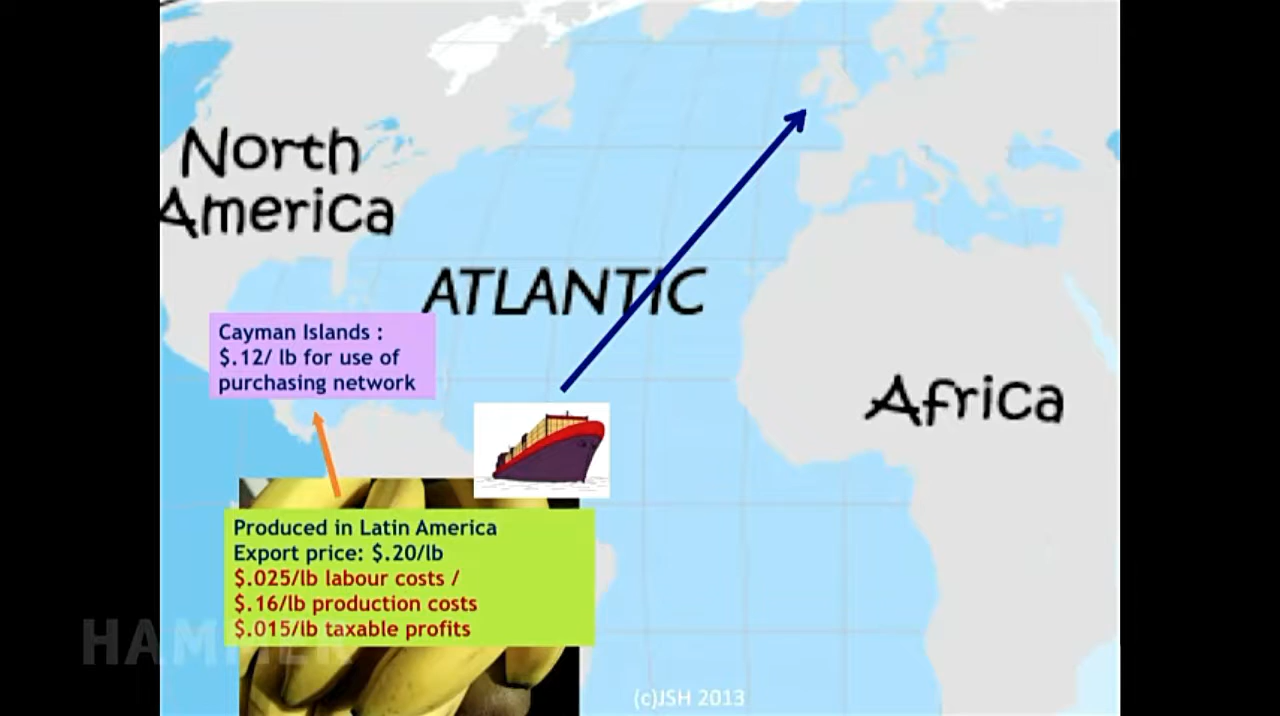 North
America
ATLANTIC
Cayman Islands :
$.12/ lb for use of
purchasing network
Africa
Produced in Latin America
Export price: $.20/lb
$.025/lb labour costs /
$.16/lb production costs
$.015/lb taxable profits
HAMMER
(c)JSH 2013